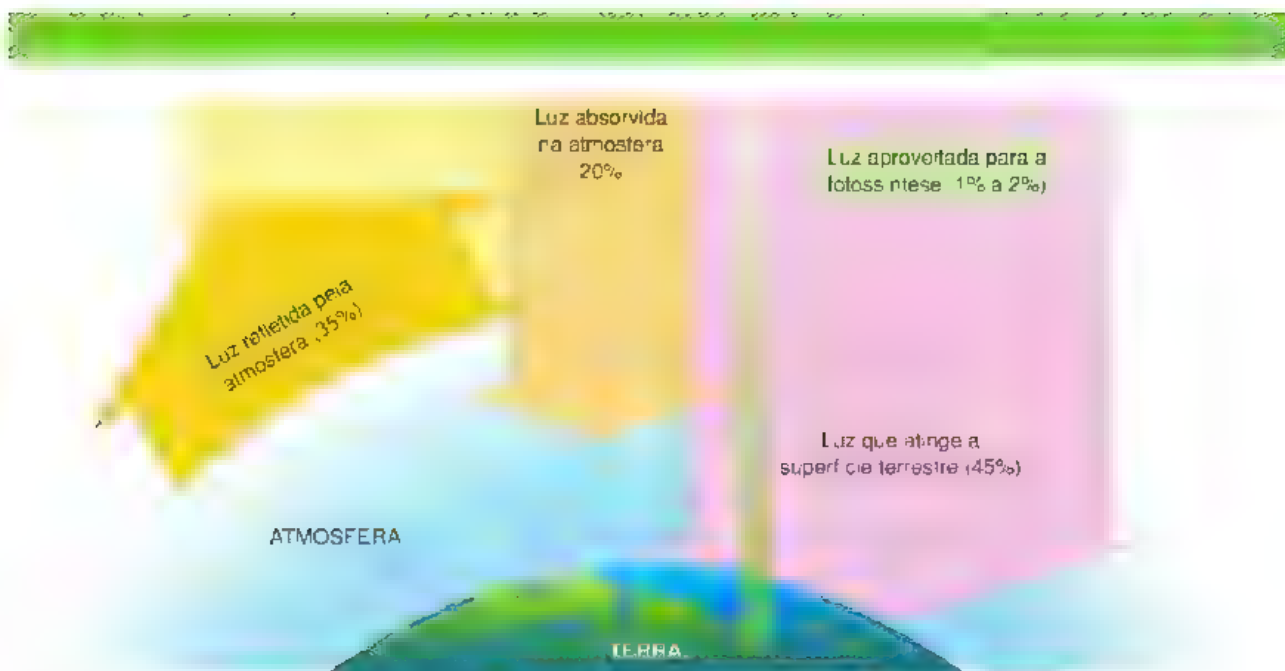 Luz absorvida
na atmosfera
20%
Luz aproveitada para a
fotossíntese (1% a 2%)
Luz refletida pela
atmosfera (35%)
Luz que atinge a
superfície terrestre (45%)
ATMOSFERA
TERRA